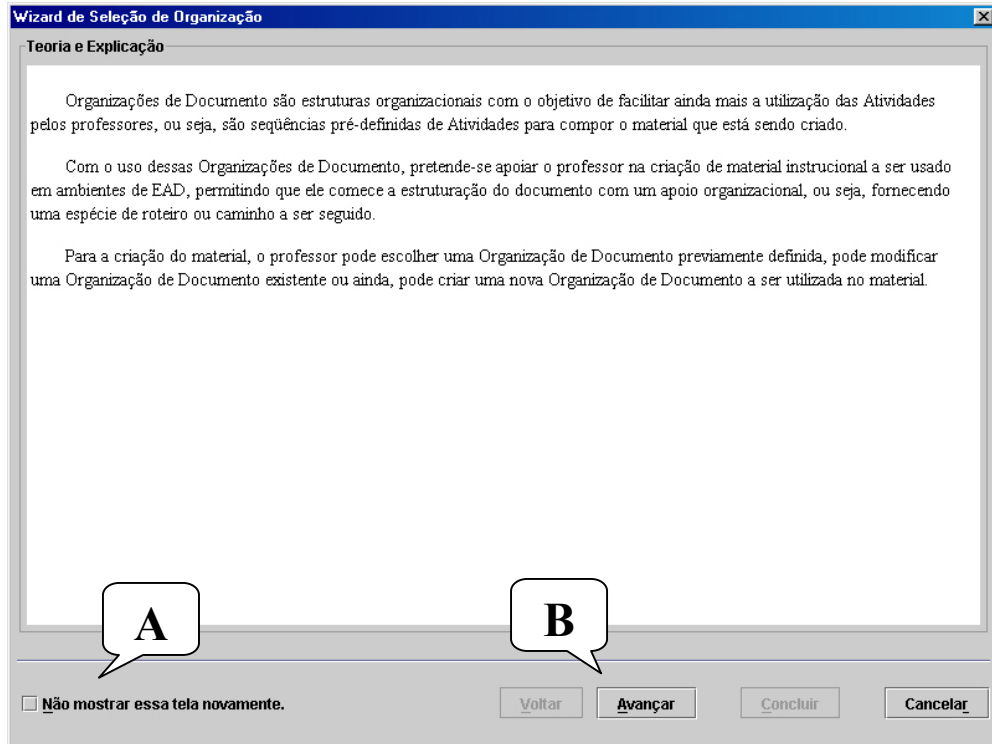 Wizard de Seleção de Organização
Teoria e Explicação
Organizações de Documento são estruturas organizacionais com o objetivo de facilitar ainda mais a utilização das Atividades
pelos professores, ou seja, são seqüências pré-definidas de Atividades para compor o material que está sendo criado.
Com o uso dessas Organizações de Documento, pretende-se apoiar o professor na criação de material instrucional a ser usado
em ambientes de EAD, permitindo que ele comece a estruturação do documento com um apoio organizacional, ou seja, fornecendo
uma espécie de roteiro ou caminho a ser seguido.
Para a criação do material, o professor pode escolher uma Organização de Documento previamente definida, pode modificar
uma Organização de Documento existente ou ainda, pode criar uma nova Organização de Documento a ser utilizada no material.
A B
Não mostrar essa tela novamente. Voltar Avançar Concluir Cancelar